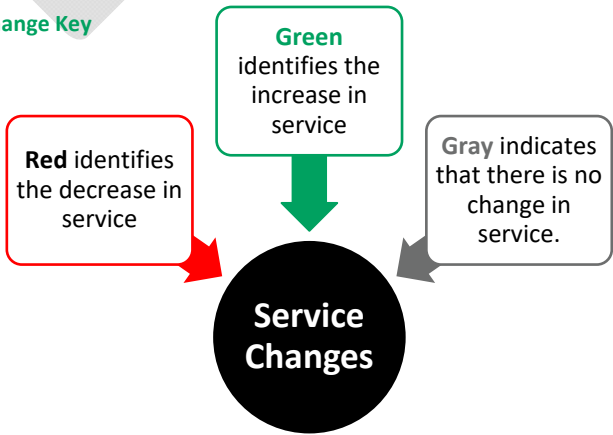 ange Key
Green
identifies the
increase in
service
Red identifies
the decrease in
service
Gray indicates
that there is no
change in
service.
Service
Changes